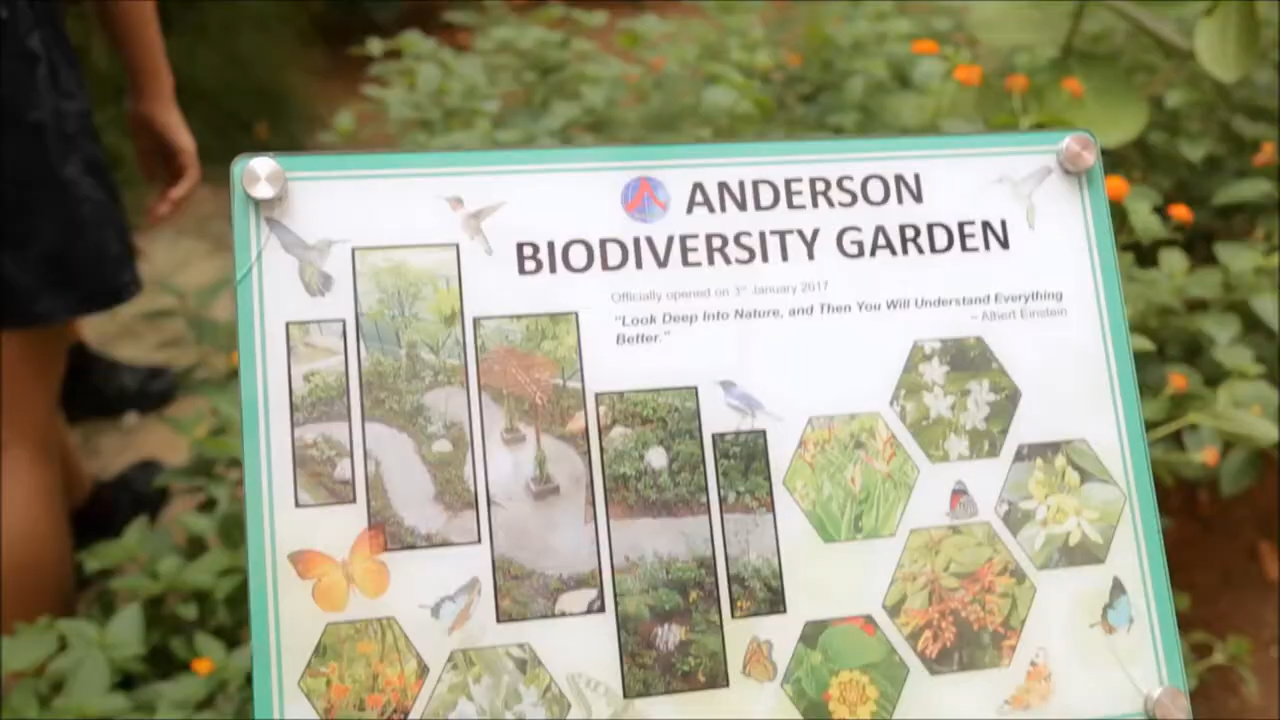 ANDERSON
BIODIVERSITY GARDEN
Officially opened on 3rd January 2017
"Look Deep Into Nature, and Then You Will Understand Everything
Better."
– Albert Einstein